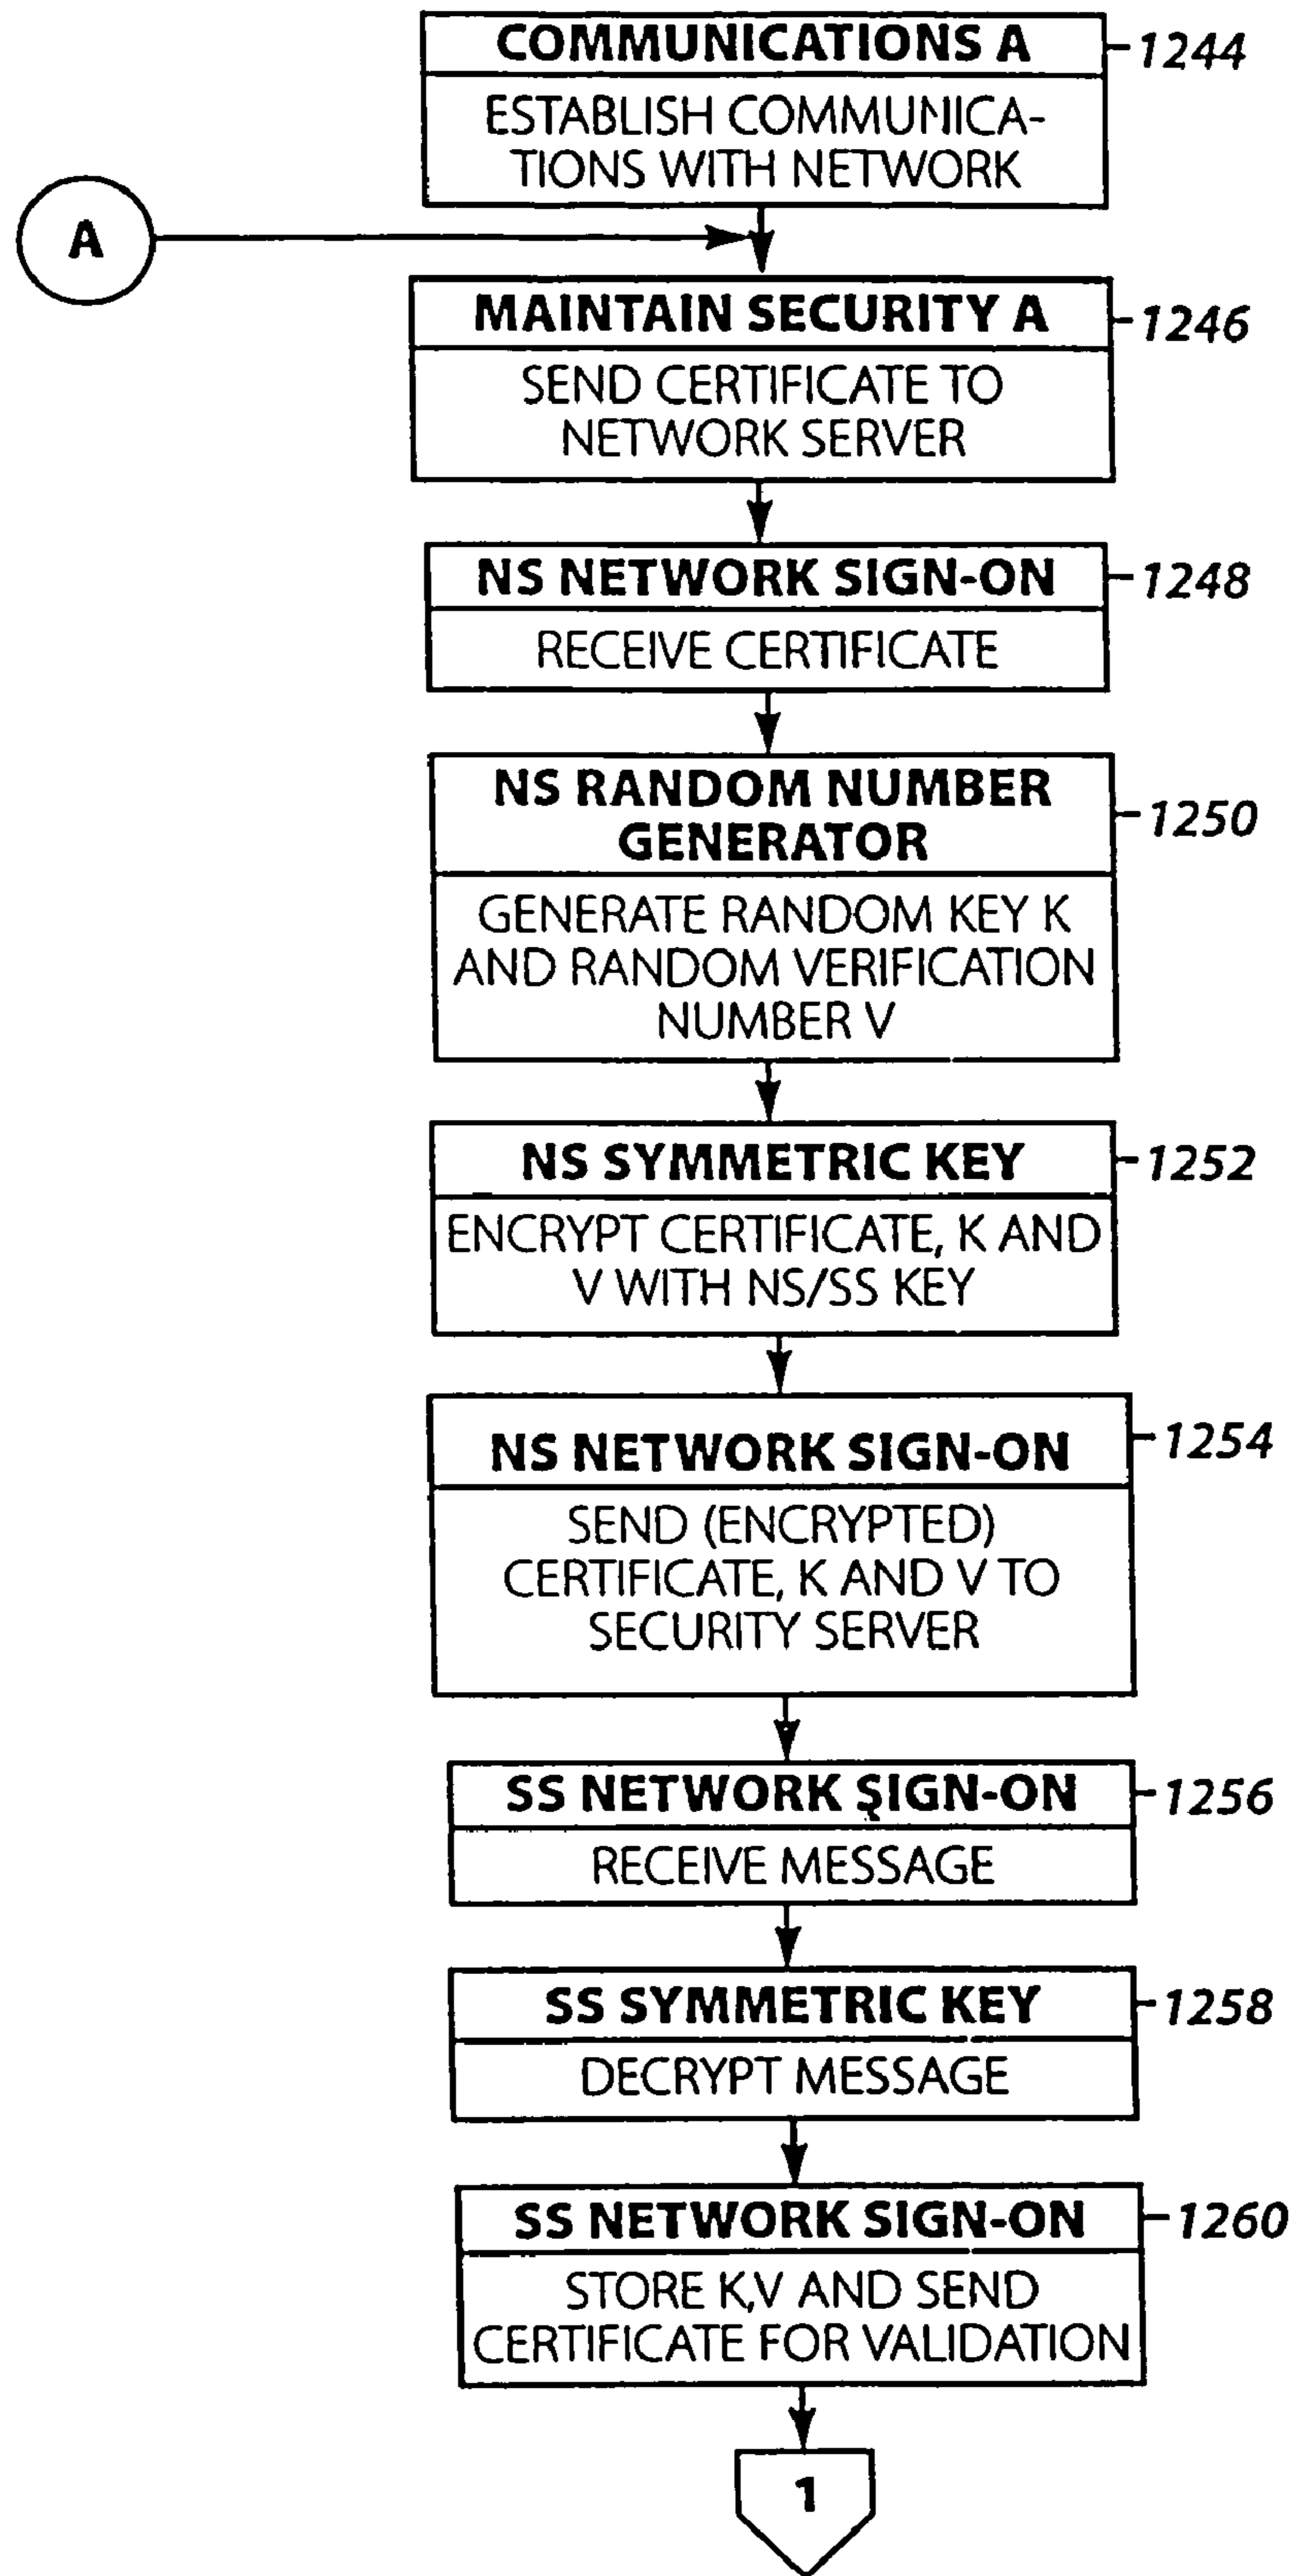 COMMUNICATIONS A
1244
ESTABLISH COMMUNICA-
TIONS WITH NETWORK
A
MAINTAIN SECURITY A
1246
SEND CERTIFICATE TO
NETWORK SERVER
NS NETWORK SIGN-ON
1248
RECEIVE CERTIFICATE
NS RANDOM NUMBER
GENERATOR
1250
GENERATE RANDOM KEY K
AND RANDOM VERIFICATION
NUMBER V
NS SYMMETRIC KEY
1252
ENCRYPT CERTIFICATE, K AND
V WITH NS/SS KEY
NS NETWORK SIGN-ON
1254
SEND (ENCRYPTED)
CERTIFICATE, K AND V TO
SECURITY SERVER
SS NETWORK SIGN-ON
1256
RECEIVE MESSAGE
SS SYMMETRIC KEY
1258
DECRYPT MESSAGE
SS NETWORK SIGN-ON
1260
STORE K,V AND SEND
CERTIFICATE FOR VALIDATION
1